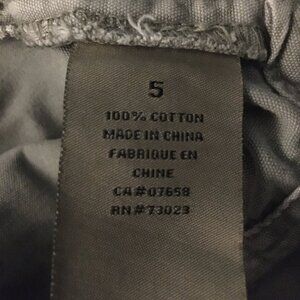 5
100% COTTON
MADE IN CHINA
FABRIQUE EN
CHINE
CA#07658
RN#73023